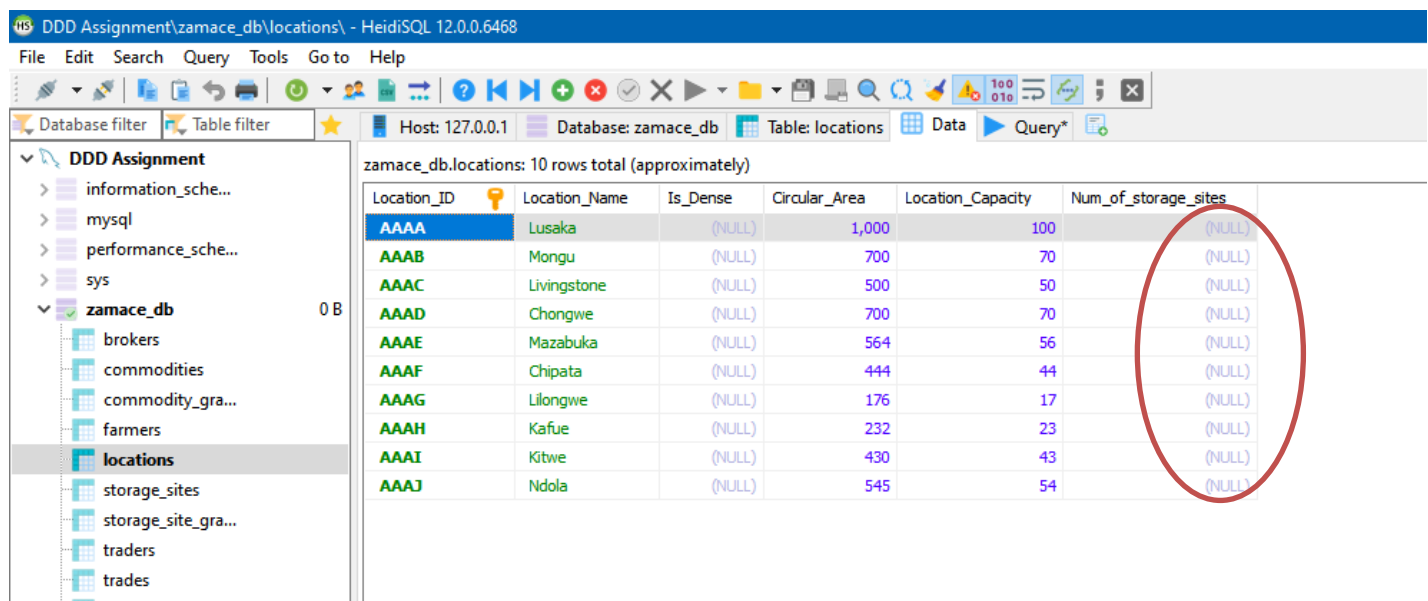 DDD Assignment\zamace_db\locations\ - HeidiSQL 12.0.0.6468
File Edit Search Query Tools Go to Help
Database filter Table filter Host: 127.0.0.1 Database: zamace_db Table: locations Data Query*
DDD Assignment
information_sche...
mysql
performance_sche...
sys
zamace_db 0 B
brokers
commodities
commodity_gra...
farmers
locations
storage_sites
storage_site_gra...
traders
trades
zamace_db.locations: 10 rows total (approximately)
Location_ID Location_Name Is_Dense Circular_Area Location_Capacity Num_of_storage_sites
AAAA Lusaka (NULL) 1,000 100 (NULL)
AAAB Mongu (NULL) 700 70 (NULL)
AAAC Livingstone (NULL) 500 50 (NULL)
AAAD Chongwe (NULL) 700 70 (NULL)
AAAE Mazabuka (NULL) 564 56 (NULL)
AAAF Chipata (NULL) 444 44 (NULL)
AAAG Lilongwe (NULL) 176 17 (NULL)
AAAH Kafue (NULL) 232 23 (NULL)
AAAI Kitwe (NULL) 430 43 (NULL)
AAAJ Ndola (NULL) 545 54 (NULL)